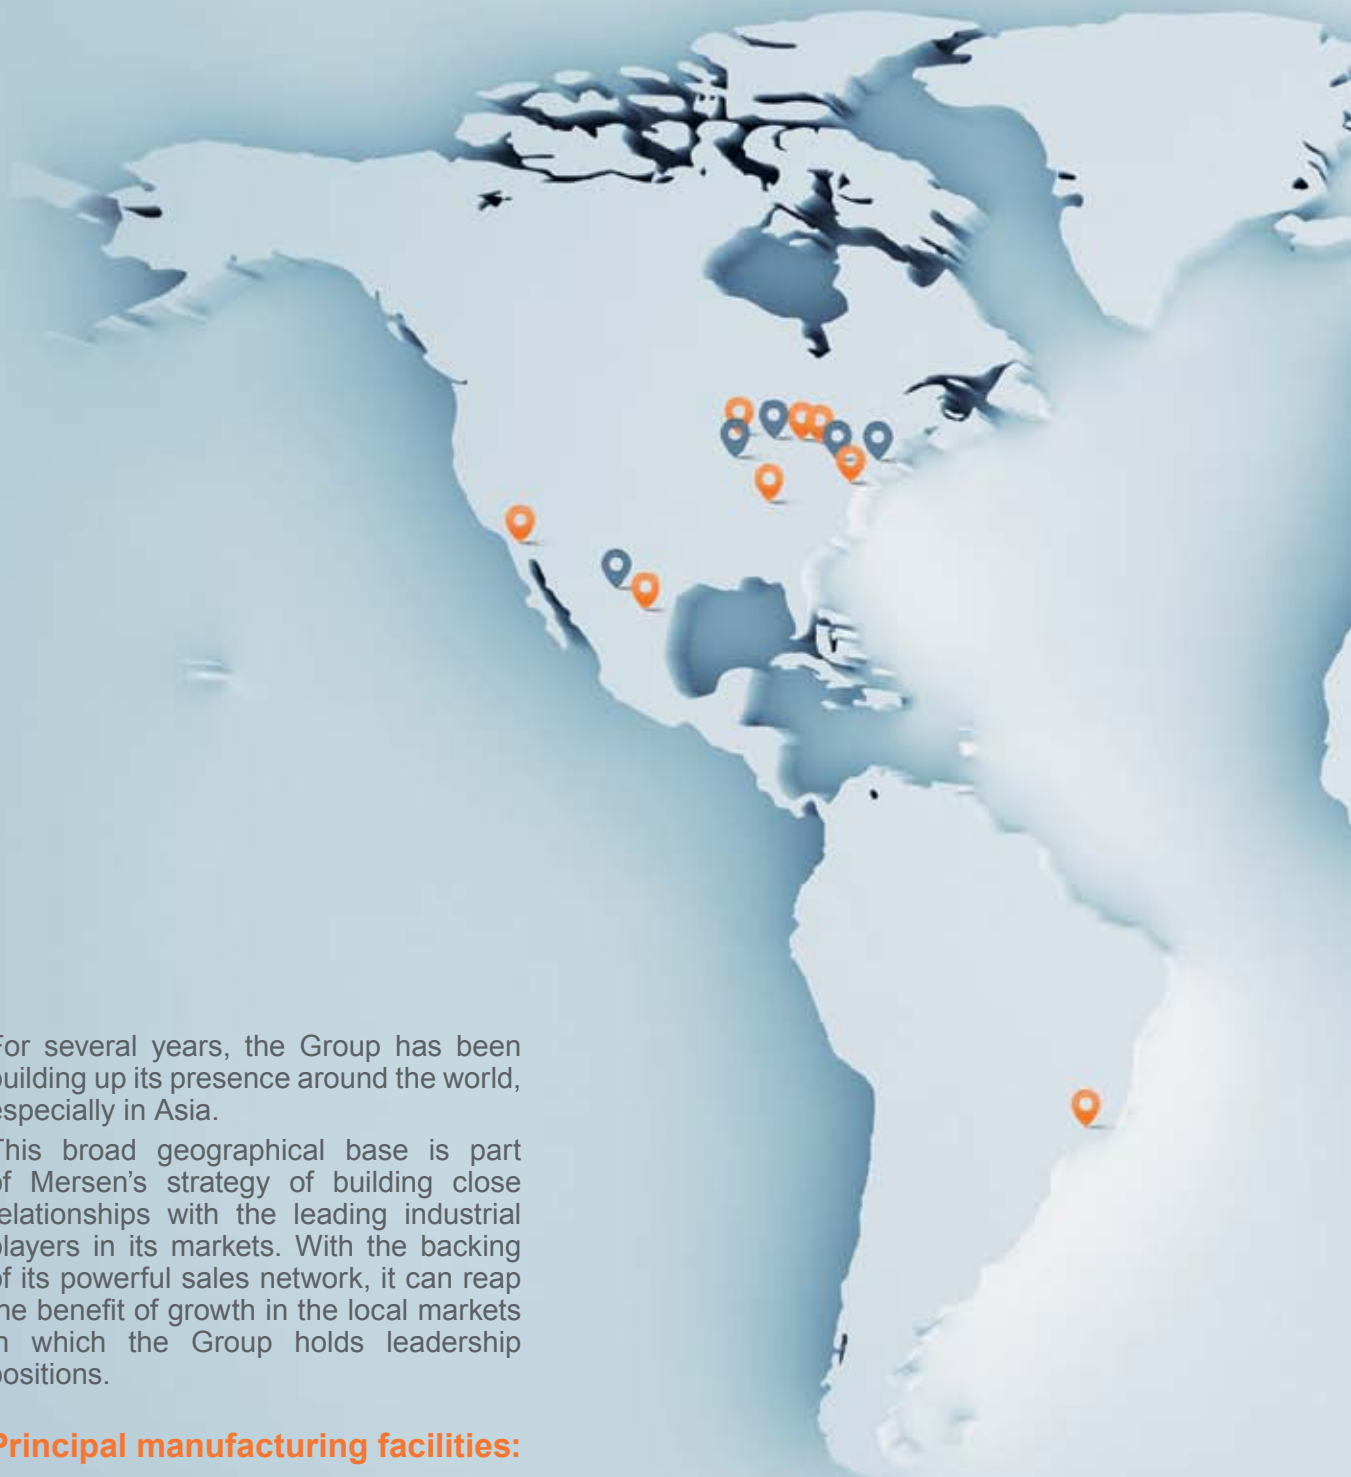 For several years, the Group has been
building up its presence around the world,
especially in Asia.
This broad geographical base is part
of Mersen’s strategy of building close
relationships with the leading industrial
players in its markets. With the backing
of its powerful sales network, it can reap
the benefit of growth in the local markets
in which the Group holds leadership
positions.
Principal manufacturing facilities: